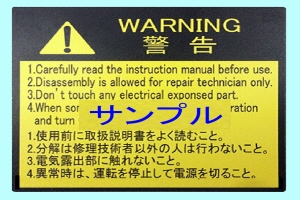 WARNING
警 告
1.Carefully read the instruction manual before use.
2.Disassembly is allowed for repair technician only.
3.Don't touch any electrical exponsed part.
4.When som ration
and turn
サンプル
1.使用前に取扱説明書をよく読むこと。
2.分解は修理技術者以外の人は行わないこと。
3.電気露出部に触れないこと。
4.異常時は、運転を停止して電源を切ること。